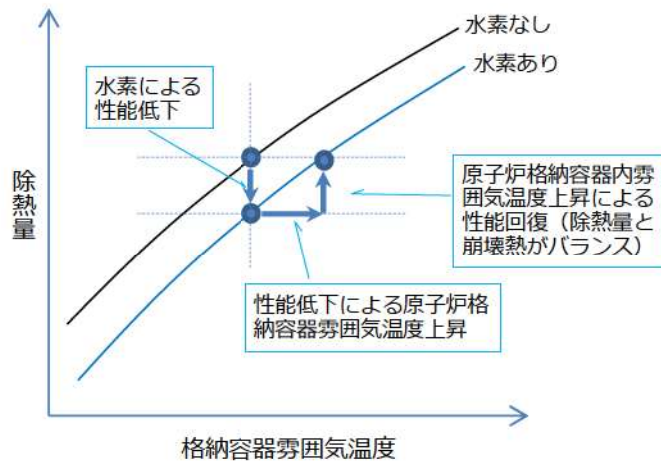 水素なし
水素あり
水素による
性能低下
除熱量
原子炉格納容器内雰
囲気温度上昇による
性能回復（除熱量と
崩壊熱がバランス）
性能低下による原子炉格
納容器雰囲気温度上昇
格納容器雰囲気温度